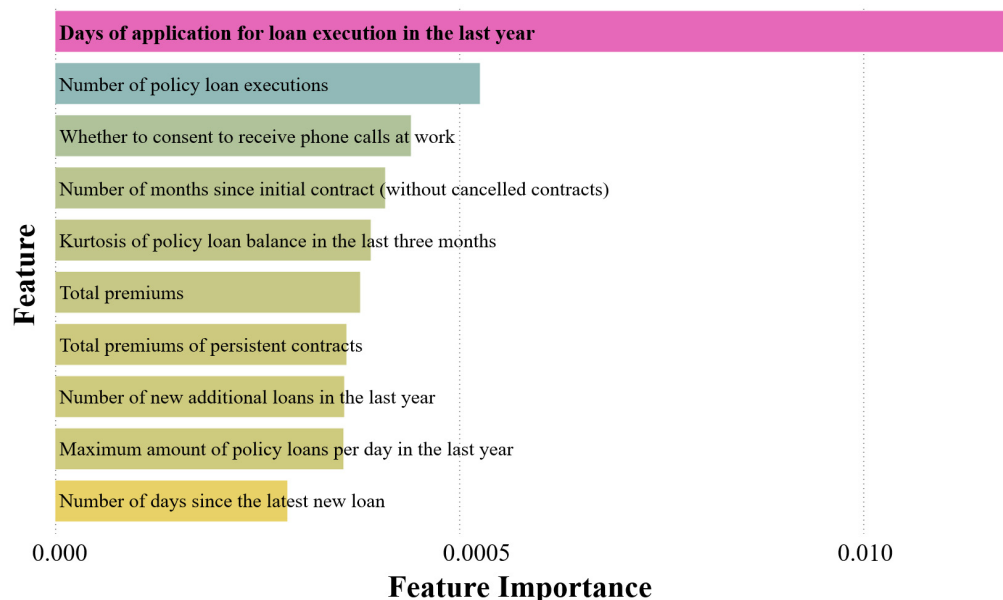 Days of application for loan execution in the last year
Number of policy loan executions
Whether to consent to receive phone calls at work
Number of months since initial contract (without cancelled contracts)
Kurtosis of policy loan balance in the last three months
Total premiums
Total premiums of persistent contracts
Number of new additional loans in the last year
Maximum amount of policy loans per day in the last year
Number of days since the latest new loan
Feature
0.000 0.0005 0.010
Feature Importance